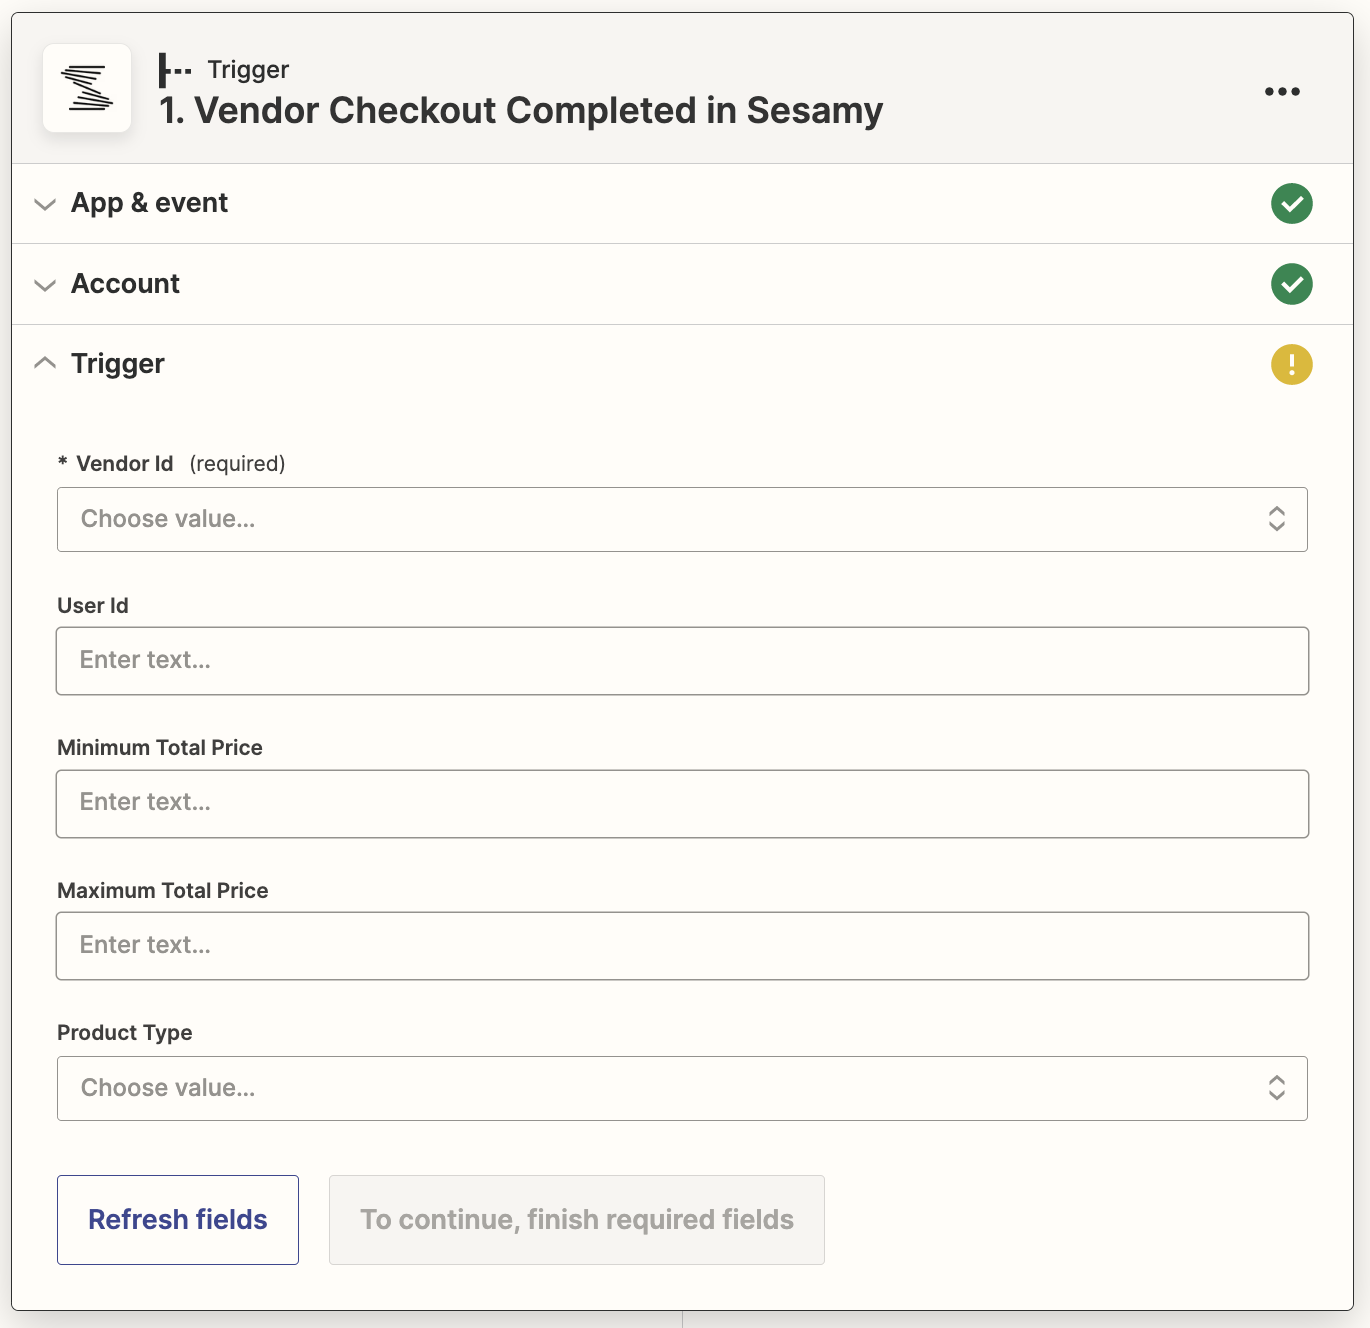 Trigger
1. Vendor Checkout Completed in Sesamy
App & event
Account
Trigger
* Vendor Id (required)
Choose value...
User Id
Enter text...
Minimum Total Price
Enter text...
Maximum Total Price
Enter text...
Product Type
Choose value...
Refresh fields
To continue, finish required fields